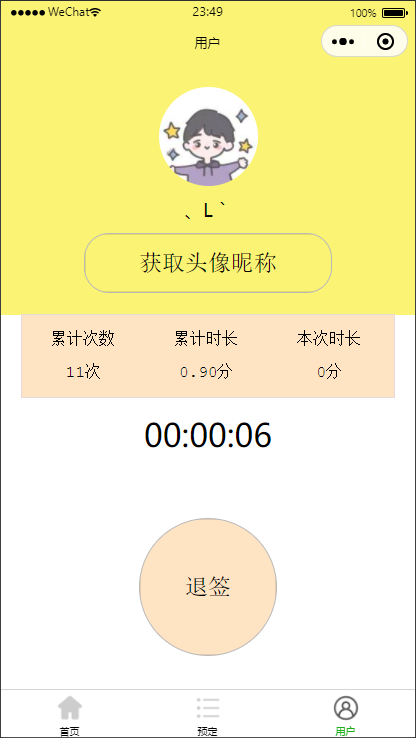 WeChat 23:49 100%
用户
、L `
获取头像昵称
累计次数 累计时长 本次时长
11次 0.90分 0分
00:00:06
退签
首页 预定 用户